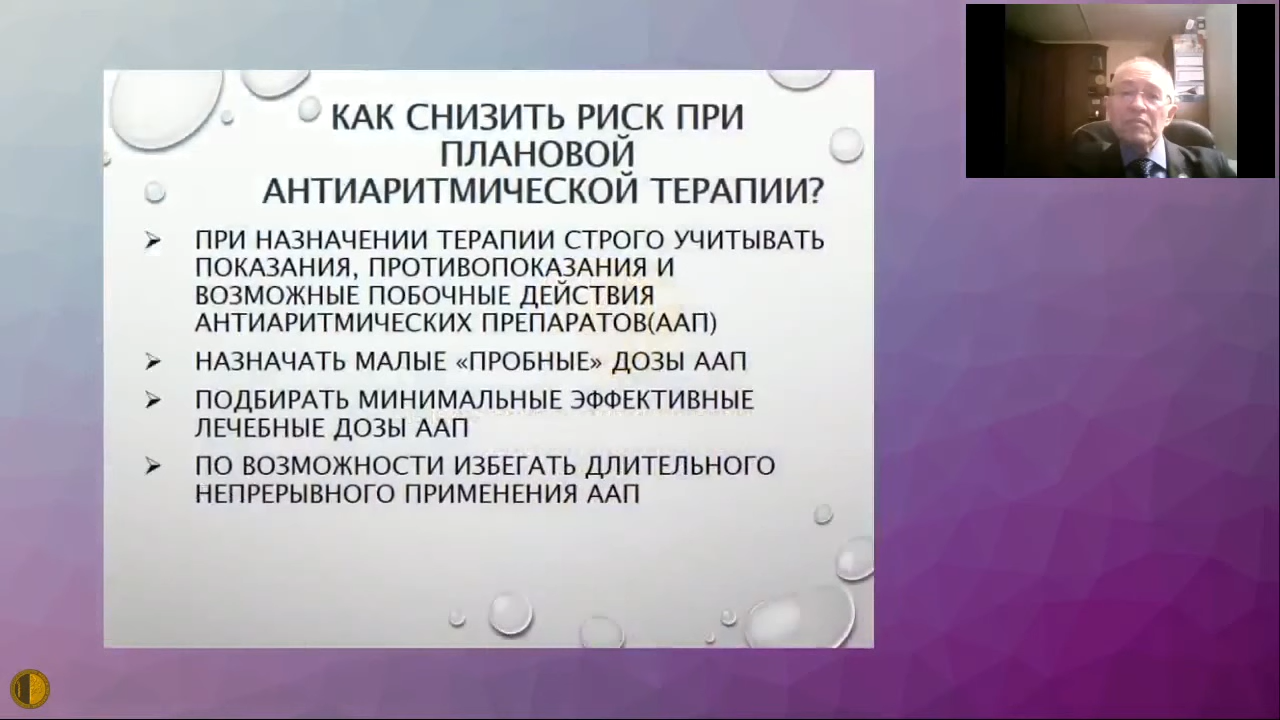 КАК СНИЗИТЬ РИСК ПРИ
ПЛАНОВОЙ
АНТИАРИТМИЧЕСКОЙ ТЕРАПИИ?
ПРИ НАЗНАЧЕНИИ ТЕРАПИИ СТРОГО УЧИТЫВАТЬ
ПОКАЗАНИЯ, ПРОТИВОПОКАЗАНИЯ И
ВОЗМОЖНЫЕ ПОБОЧНЫЕ ДЕЙСТВИЯ
АНТИАРИТМИЧЕСКИХ ПРЕПАРАТОВ(ААП)
НАЗНАЧАТЬ МАЛЫЕ «ПРОБНЫЕ» ДОЗЫ ААП
ПОДБИРАТЬ МИНИМАЛЬНЫЕ ЭФФЕКТИВНЫЕ
ЛЕЧЕБНЫЕ ДОЗЫ ААП
ПО ВОЗМОЖНОСТИ ИЗБЕГАТЬ ДЛИТЕЛЬНОГО
НЕПРЕРЫВНОГО ПРИМЕНЕНИЯ ААП